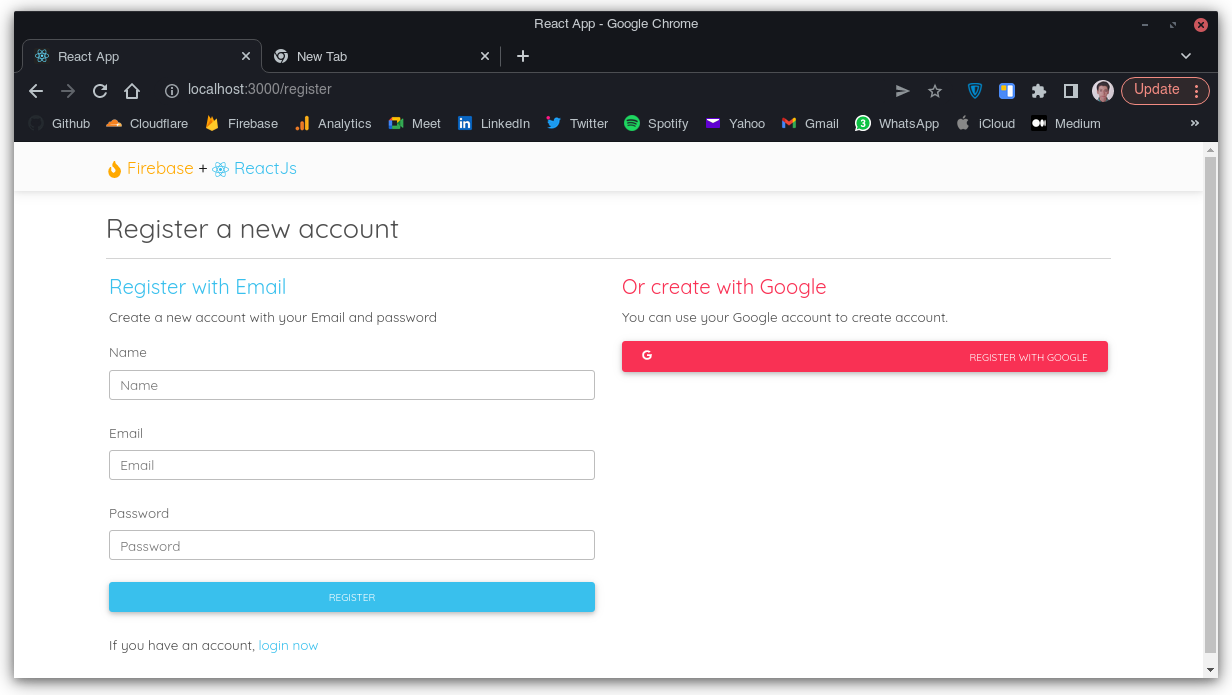 React App - Google Chrome
React App New Tab
localhost:3000/register Update
Github Cloudflare Firebase Analytics Meet LinkedIn Twitter Spotify Yahoo Gmail 3 WhatsApp iCloud Medium »
Firebase + ReactJs
Register a new account
Register with Email
Create a new account with your Email and password
Name
Name
Email
Email
Password
Password
REGISTER
If you have an account, login now
Or create with Google
You can use your Google account to create account.
G REGISTER WITH GOOGLE